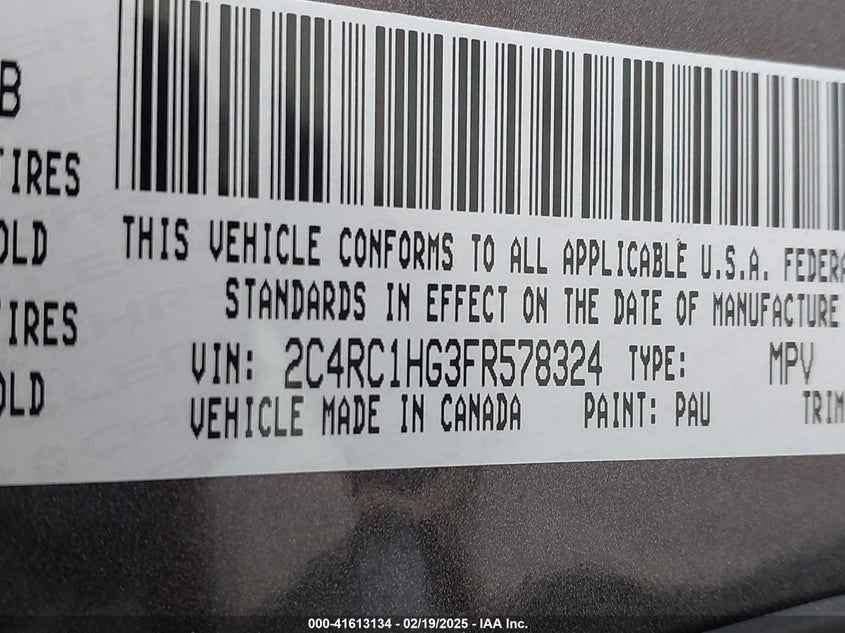 B
TIRES
OLD
THIS VEHICLE CONFORMS TO ALL APPLICABLE U.S.A. FEDERA
STANDARDS IN EFFECT ON THE DATE OF MANUFACTURE
IRES
VIN: 2C4RC1HG3FR578324 TYPE: MPV
OLD
VEHICLE MADE IN CANADA PAINT: PAU TRIM
000-41613134 - 02/19/2025 - IAA Inc.